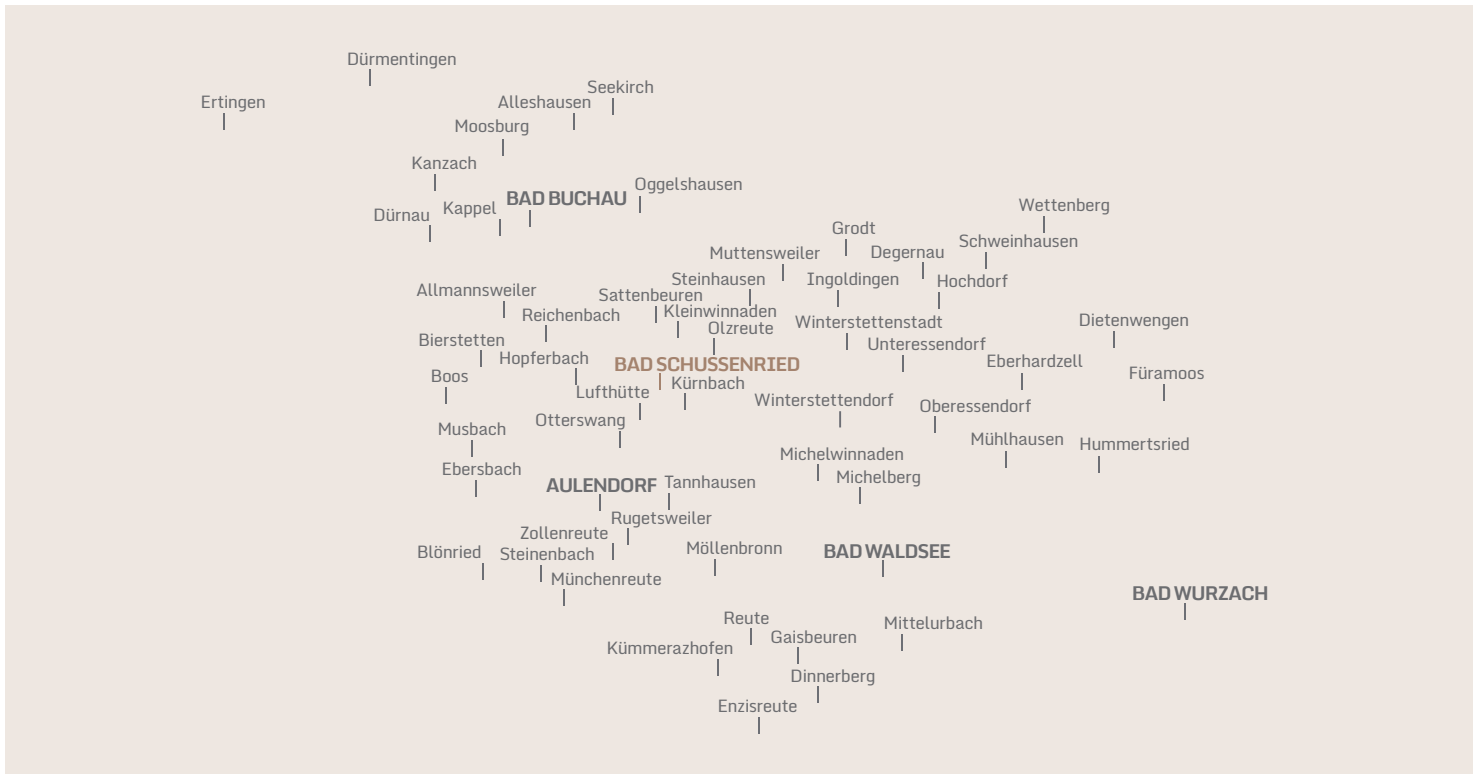 Dürmentingen
Seekirch
Ertingen
Alleshausen
Moosburg
Kanzach
Oggelshausen
BAD BUCHAU
Wettenberg
Kappel
Dürnau
Grodt
Schweinhausen
Muttensweiler
Degernau
Steinhausen
Ingoldingen
Hochdorf
Allmannsweiler
Sattenbeuren
Kleinwinnaden
Reichenbach
Winterstettenstadt
Dietenwengen
Olzreute
Bierstetten
Unteressendorf
Hopferbach
Eberhardzell
BAD SCHUSSENRIED
Füramoos
Boos
Kürnbach
Lufthütte
Winterstettendorf
Oberessendorf
Otterswang
Musbach
Mühlhausen
Hummertsried
Michelwinnaden
Ebersbach
Michelberg
Tannhausen
AULENDORF
Rugetsweiler
Zollenreute
Möllenbronn
BAD WALDSEE
Blönried
Steinenbach
Münchenreute
BAD WURZACH
Reute
Mittelurbach
Gaisbeuren
Kümmerazhofen
Dinnerberg
Enzisreute